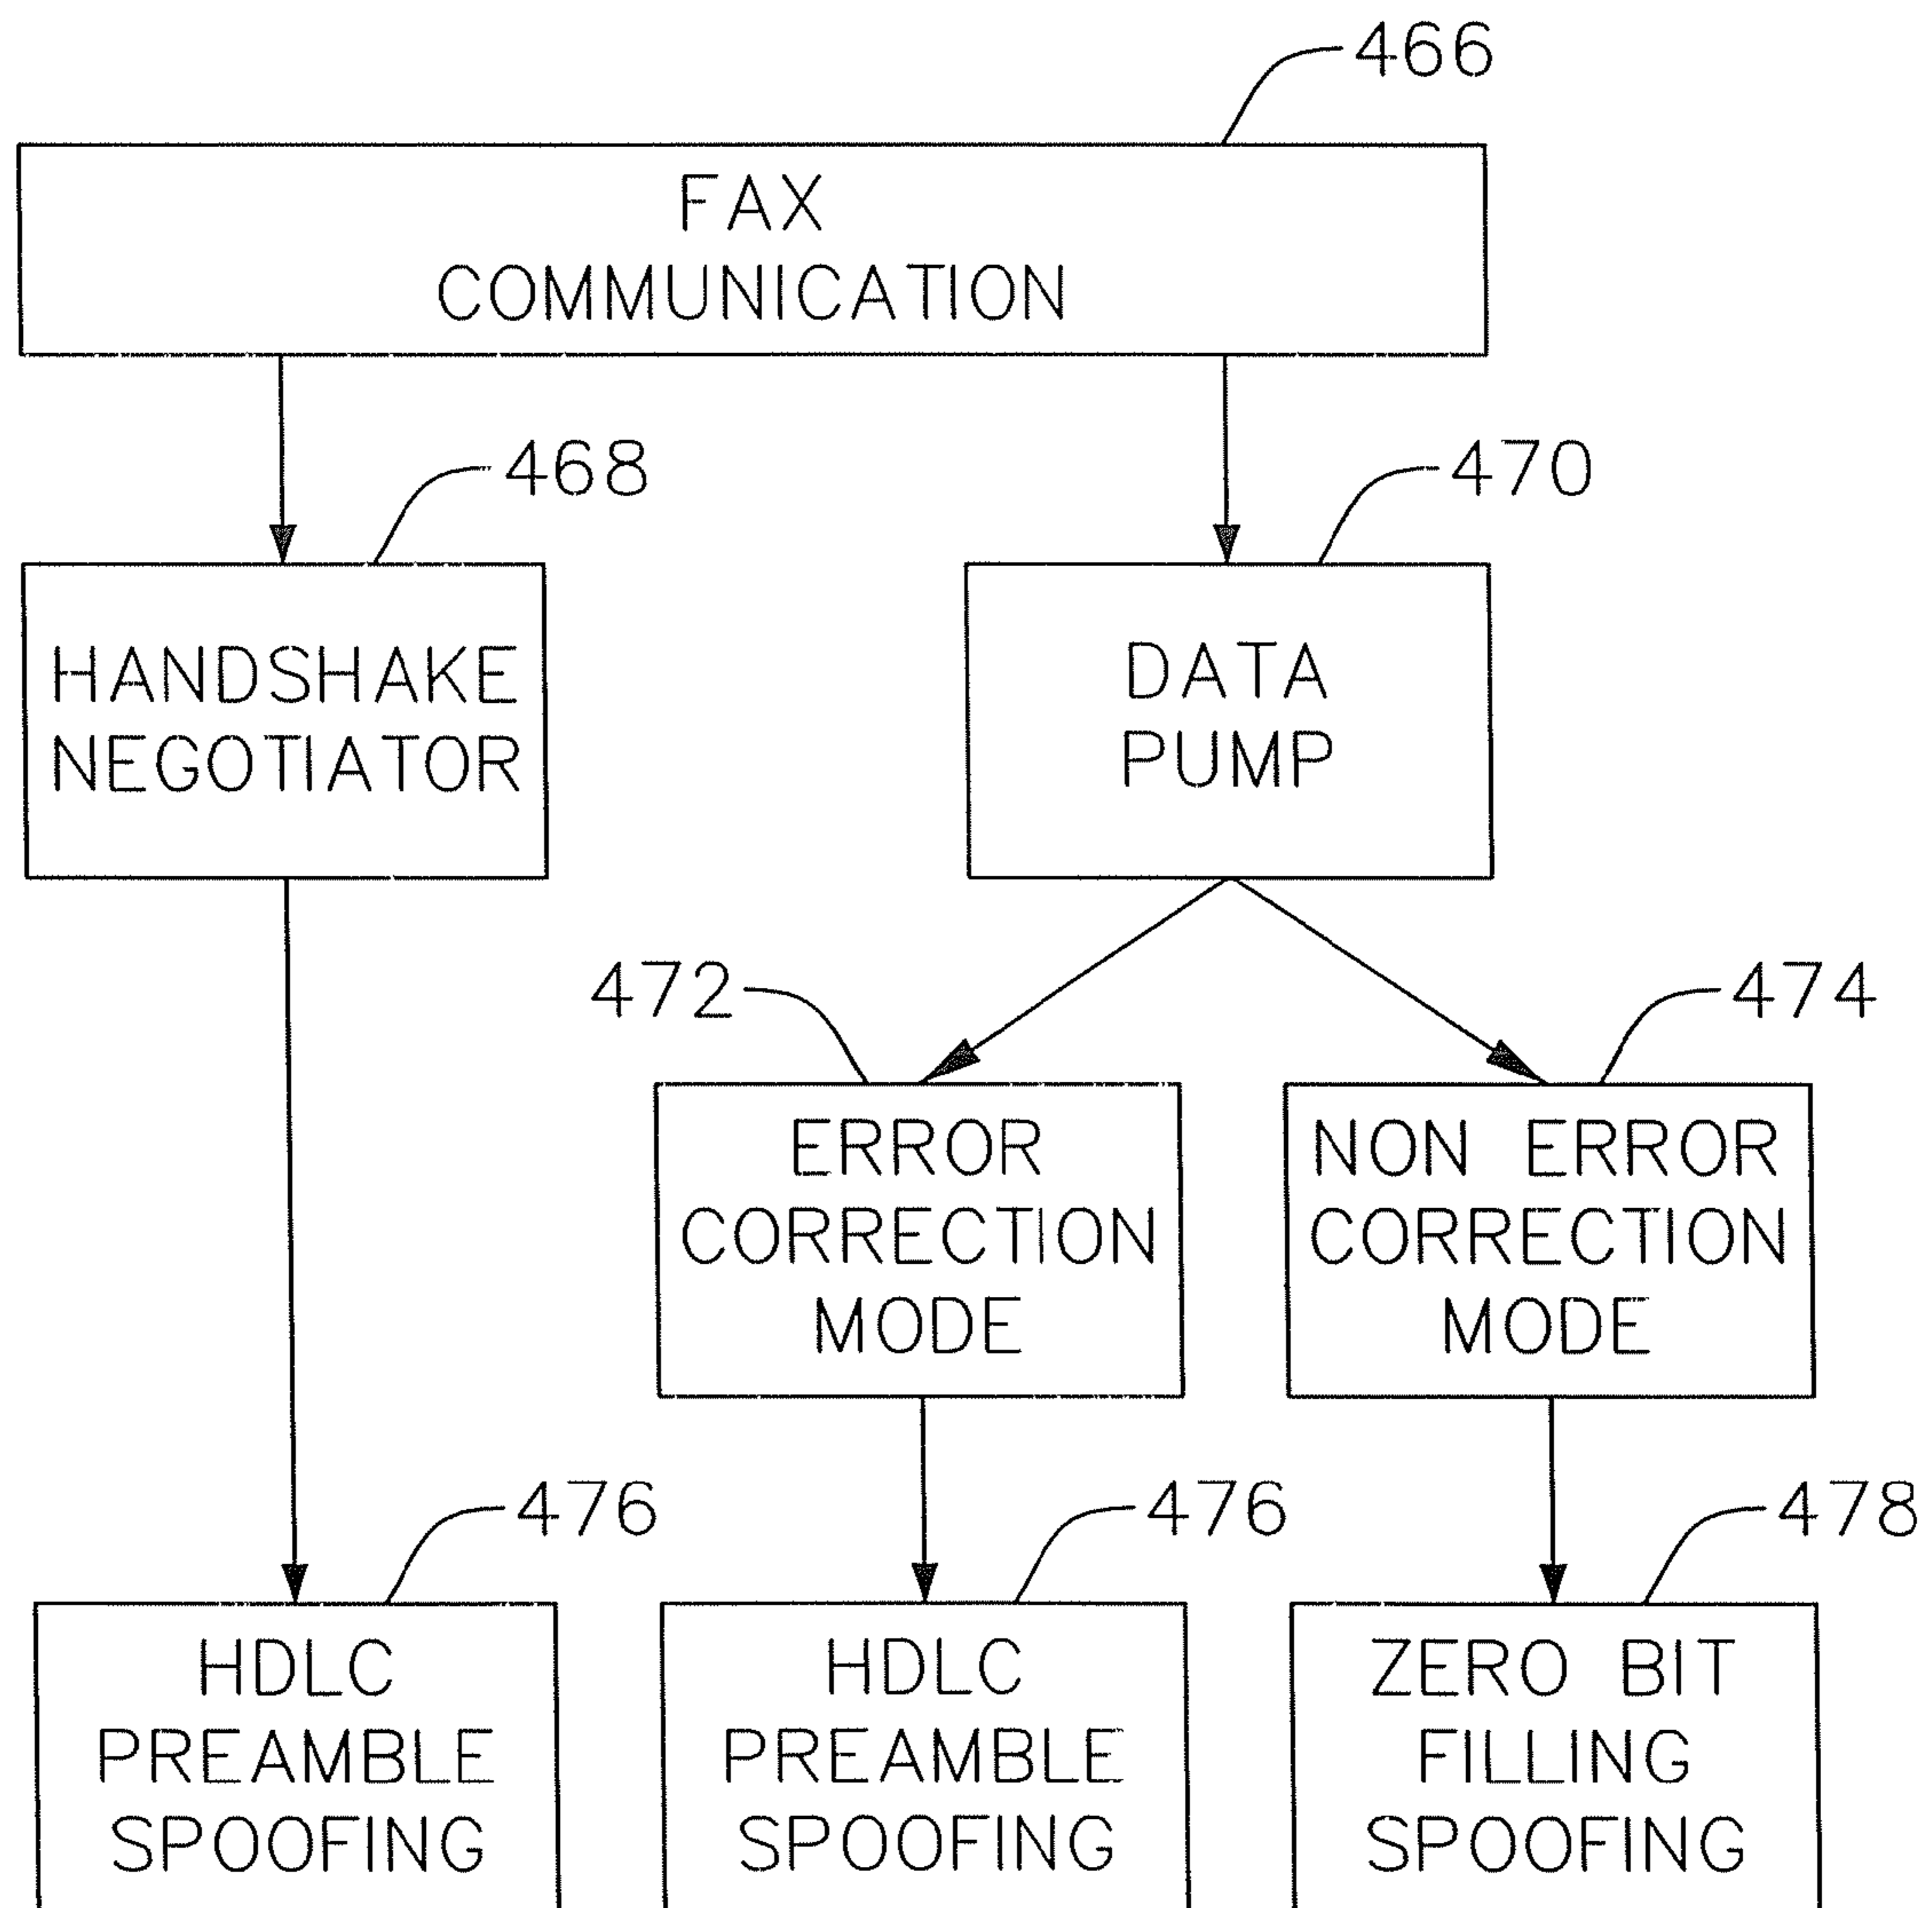 466
FAX
COMMUNICATION
468
470
HANDSHAKE
NEGOTIATOR
DATA
PUMP
472
474
ERROR
CORRECTION
MODE
NON ERROR
CORRECTION
MODE
476
476
478
HDLC
PREAMBLE
SPOOFING
HDLC
PREAMBLE
SPOOFING
ZERO BIT
FILLING
SPOOFING